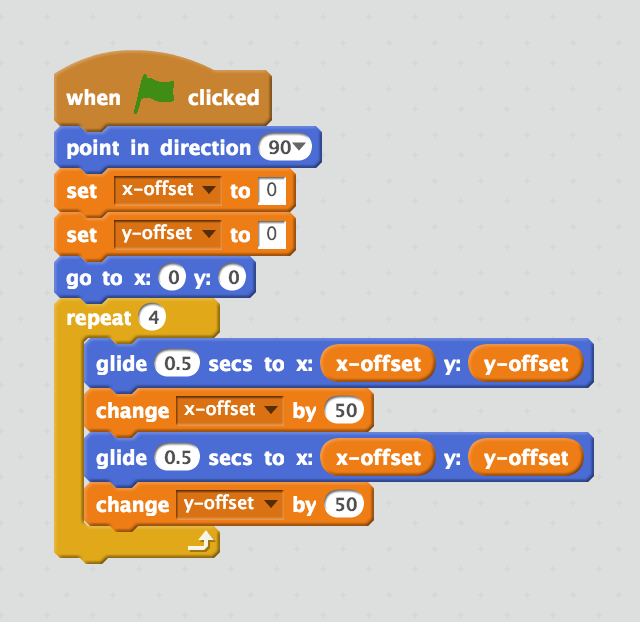 when clicked
point in direction 90
set x-offset to 0
set y-offset to 0
go to x: 0 y: 0
repeat 4
glide 0.5 secs to x: x-offset y: y-offset
change x-offset by 50
glide 0.5 secs to x: x-offset y: y-offset
change y-offset by 50